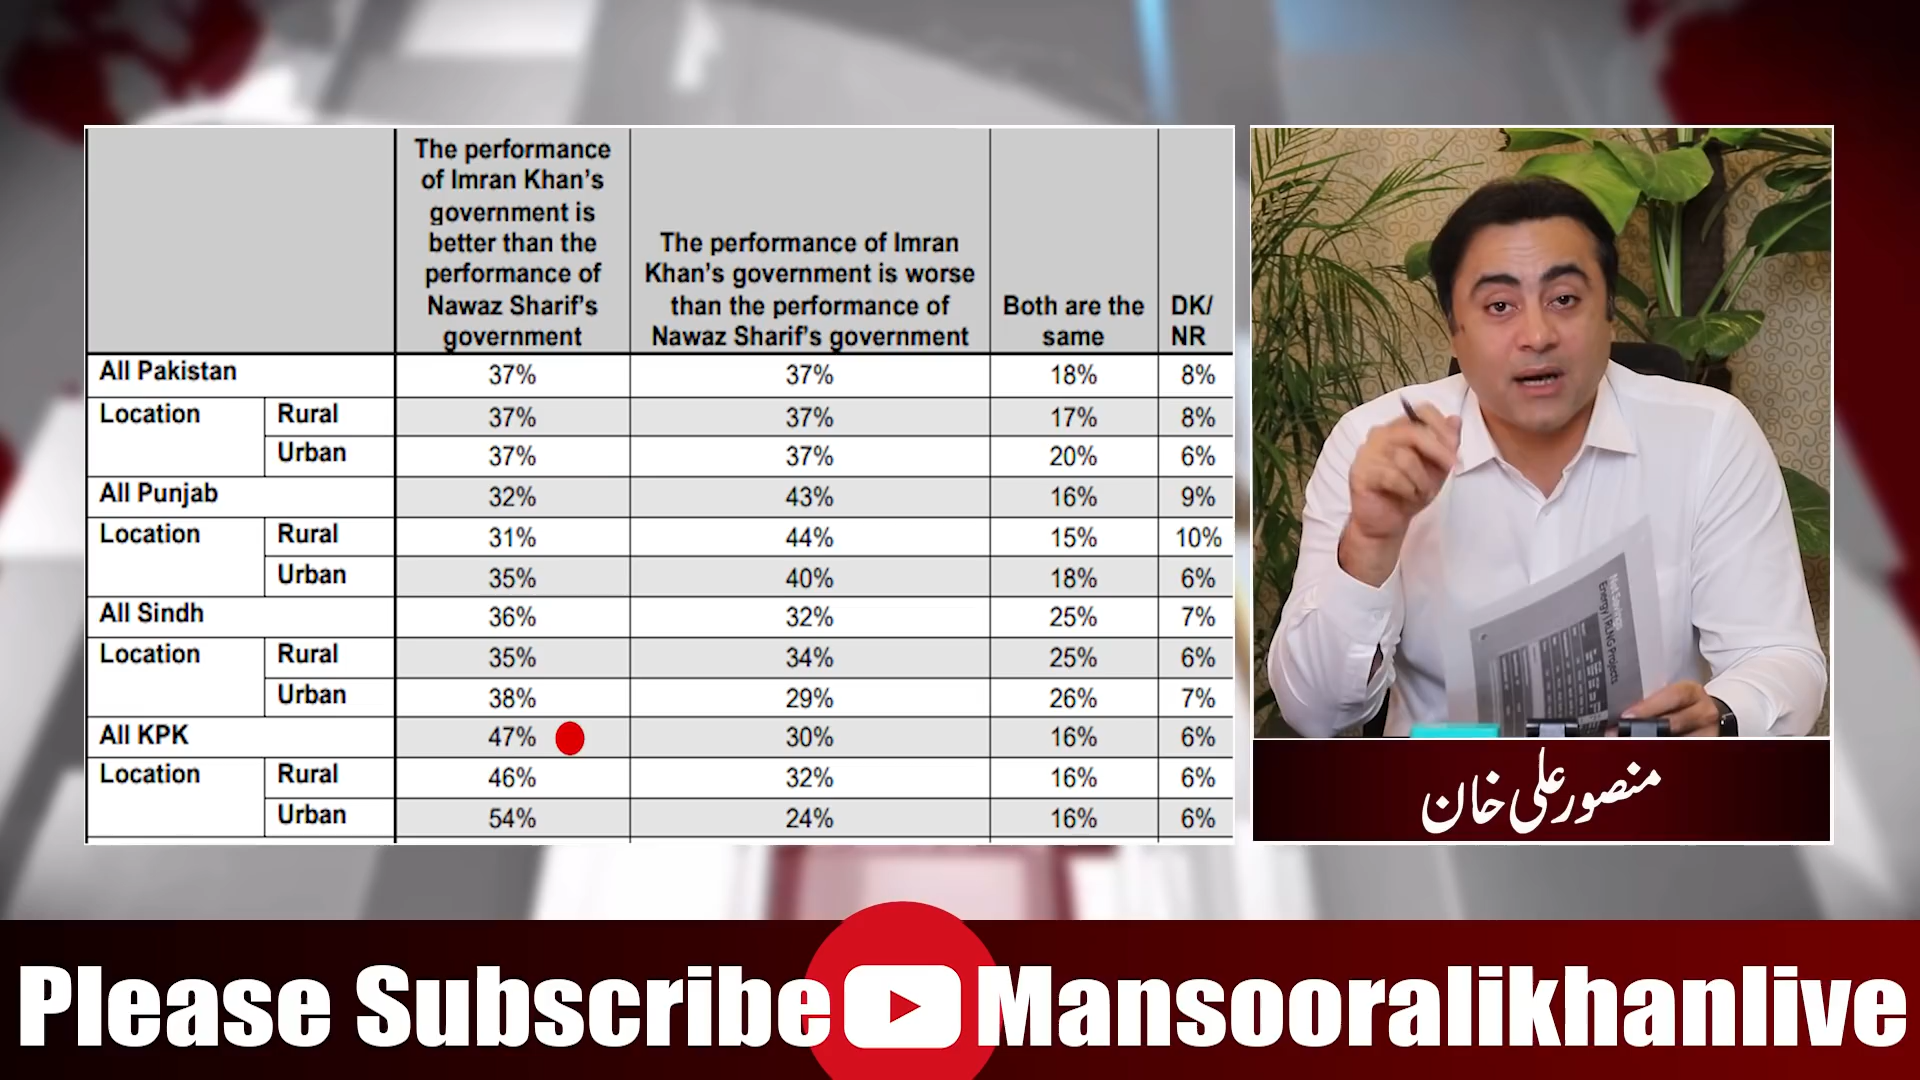 The performance
of Imran Khan’s
government is
better than the
performance of
Nawaz Sharif’s
government
The performance of Imran
Khan’s government is worse
than the performance of
Nawaz Sharif’s government
Both are the
same
DK/
NR
All Pakistan 37% 37% 18% 8%
Location Rural 37% 37% 17% 8%
Urban 37% 37% 20% 6%
All Punjab 32% 43% 16% 9%
Location Rural 31% 44% 15% 10%
Urban 35% 40% 18% 6%
All Sindh 36% 32% 25% 7%
Location Rural 35% 34% 25% 6%
Urban 38% 29% 26% 7%
All KPK 47% 30% 16% 6%
Location Rural 46% 32% 16% 6%
Urban 54% 24% 16% 6%
Energy | RLNG Projects
منصور علی خان
Please Subscribe Mansooralikhanlive